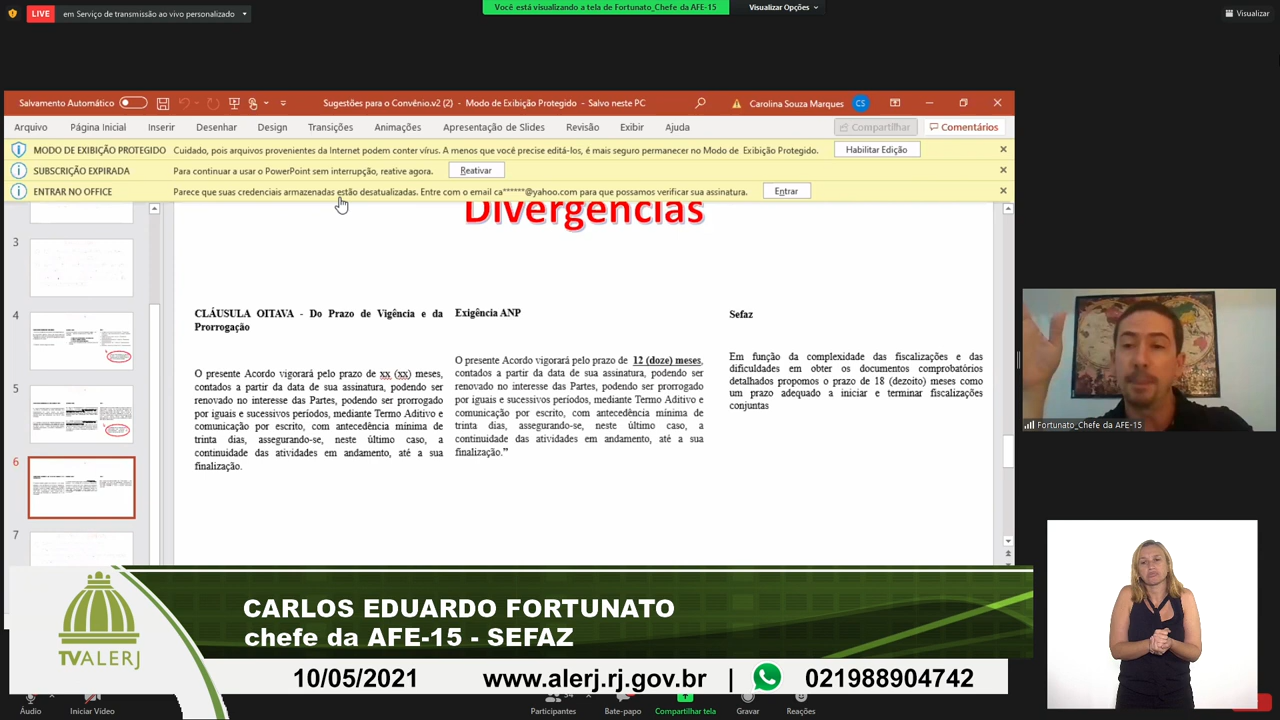 LIVE
em Serviço de transmissão ao vivo personalizado
Você está visualizando a tela de Fortunato_Chefe da AFE-15
Visualizar Opções
Visualizar
Salvamento Automático
Sugestões para o Convênio.v2 (2) - Modo de Exibição Protegido - Salvo neste PC
Carolina Souza Marques
CS
Arquivo
Página Inicial
Inserir
Desenhar
Design
Transições
Animações
Apresentação de Slides
Revisão
Exibir
Ajuda
Compartilhar
Comentários
MODO DE EXIBIÇÃO PROTEGIDO
Cuidado, pois arquivos provenientes da Internet podem conter vírus. A menos que você precise editá-los, é mais seguro permanecer no Modo de Exibição Protegido.
Habilitar Edição
SUBSCRIÇÃO EXPIRADA
Para continuar a usar o PowerPoint sem interrupção, reative agora.
Reativar
ENTRAR NO OFFICE
Parece que suas credenciais armazenadas estão desatualizadas. Entre com o email ca******@yahoo.com para que possamos verificar sua assinatura.
Entrar
3
4
5
6
7
Divergências
CLÁUSULA OITAVA - Do Prazo de Vigência e da
Prorrogação
O presente Acordo vigorará pelo prazo de xx (xx) meses,
contados a partir da data de sua assinatura, podendo ser
renovado no interesse das Partes, podendo ser prorrogado
por iguais e sucessivos períodos, mediante Termo Aditivo e
comunicação por escrito, com antecedência mínima de
trinta dias, assegurando-se, neste último caso, a
continuidade das atividades em andamento, até a sua
finalização.
Exigência ANP
O presente Acordo vigorará pelo prazo de 12 (doze) meses,
contados a partir da data de sua assinatura, podendo ser
renovado no interesse das Partes, podendo ser prorrogado
por iguais e sucessivos períodos, mediante Termo Aditivo e
comunicação por escrito, com antecedência mínima de
trinta dias, assegurando-se, neste último caso, a
continuidade das atividades em andamento, até a sua
finalização.”
Sefaz
Em função da complexidade das fiscalizações e das
dificuldades em obter os documentos comprobatórios
detalhados propomos o prazo de 18 (dezoito) meses como
um prazo adequado a iniciar e terminar fiscalizações
conjuntas
Fortunato_Chefe da AFE-15
TVALERJ
CARLOS EDUARDO FORTUNATO
chefe da AFE-15 - SEFAZ
10/05/2021
www.alerj.rj.gov.br | 021988904742
Áudio
Iniciar Vídeo
Participantes
Bate-papo
Compartilhar tela
Gravar
Reações